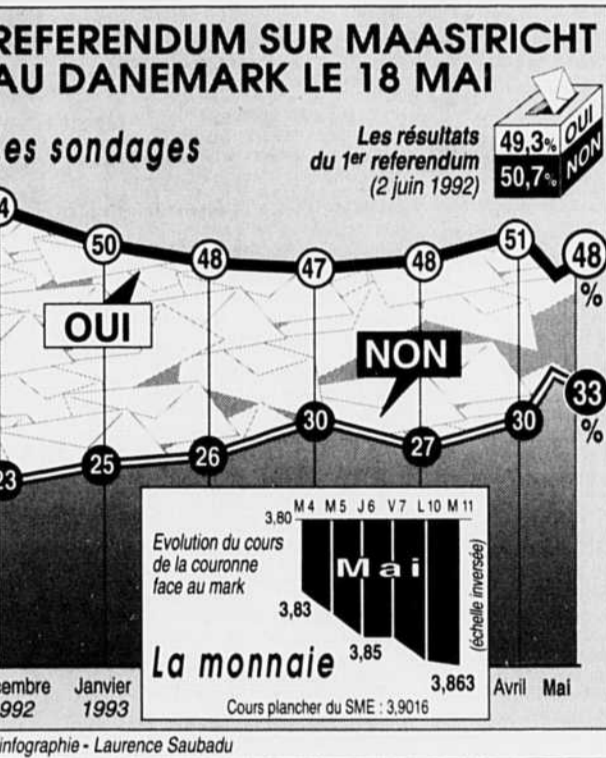 REFERENDUM SUR MAASTRICHT
AU DANEMARK LE 18 MAI
es sondages
Les résultats
du 1er referendum
(2 juin 1992)
49,3% OUI
50,7% NON
4
50
48
47
48
51
48
%
OUI
NON
23
25
26
30
27
30
33
%
M 4 M 5 J 6 V 7 L 10 M 11
3,80
Evolution du cours
de la couronne
face au mark
Mai
(échelle inversée)
3,83
3,85
3,863
La monnaie
Cours plancher du SME : 3,9016
embre
992
Janvier
1993
Avril
Mai
infographie - Laurence Saubadu